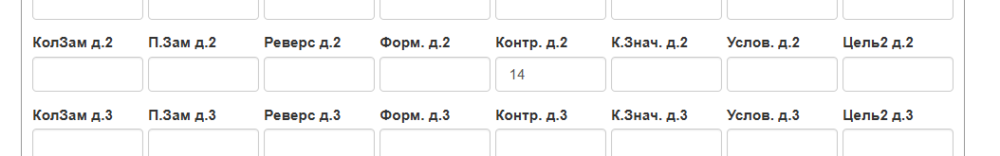 КолЗам д.2 П.Зам д.2 Реверс д.2 Форм. д.2 Контр. д.2 К.Знач. д.2 Услов. д.2 Цель2 д.2
14
КолЗам д.3 П.Зам д.3 Реверс д.3 Форм. д.3 Контр. д.3 К.Знач. д.3 Услов. д.3 Цель2 д.3